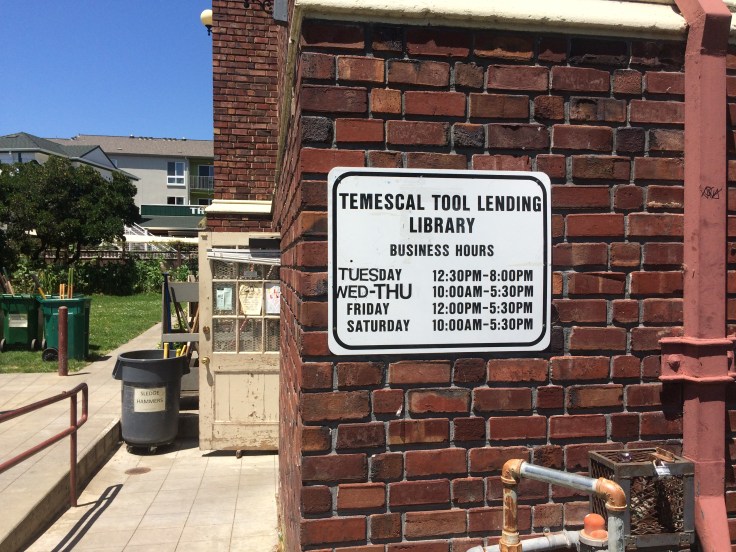 TEMESCAL TOOL LENDING
LIBRARY
BUSINESS HOURS
TUESDAY 12:30PM-8:00PM
WED-THU 10:00AM-5:30PM
FRIDAY 12:00PM-5:30PM
SATURDAY 10:00AM-5:30PM
SLEDGE
HAMMERS